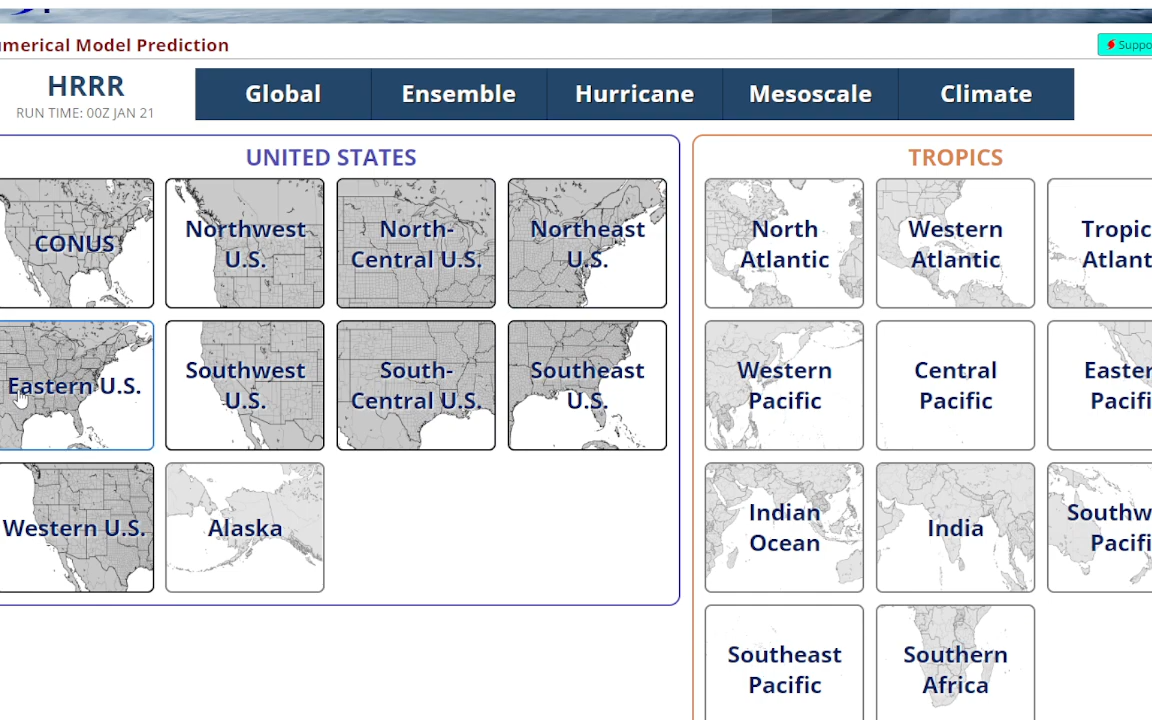 umerical Model Prediction
Suppo
HRRR
RUN TIME: 00Z JAN 21
Global
Ensemble
Hurricane
Mesoscale
Climate
UNITED STATES
CONUS
Northwest
U.S.
North-
Central U.S.
Northeast
U.S.
Eastern U.S.
Southwest
U.S.
South-
Central U.S.
Southeast
U.S.
Western U.S.
Alaska
TROPICS
North
Atlantic
Western
Atlantic
Tropic
Atlant
Western
Pacific
Central
Pacific
Easter
Pacifi
Indian
Ocean
India
Southw
Pacifi
Southeast
Pacific
Southern
Africa